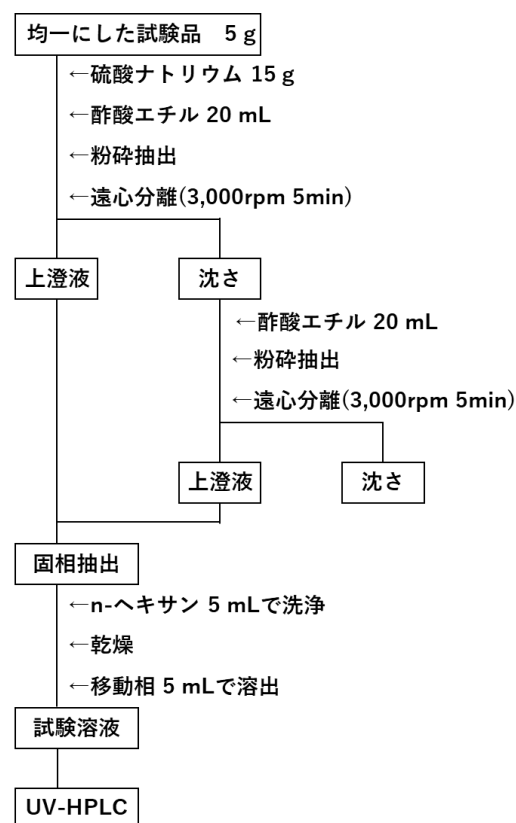 均一にした試験品　5 g
←硫酸ナトリウム 15 g
←酢酸エチル 20 mL
←粉砕抽出
←遠心分離(3,000rpm 5min)
上澄液
沈さ
←酢酸エチル 20 mL
←粉砕抽出
←遠心分離(3,000rpm 5min)
上澄液
沈さ
固相抽出
←n-ヘキサン 5 mLで洗浄
←乾燥
←移動相 5 mLで溶出
試験溶液
UV-HPLC